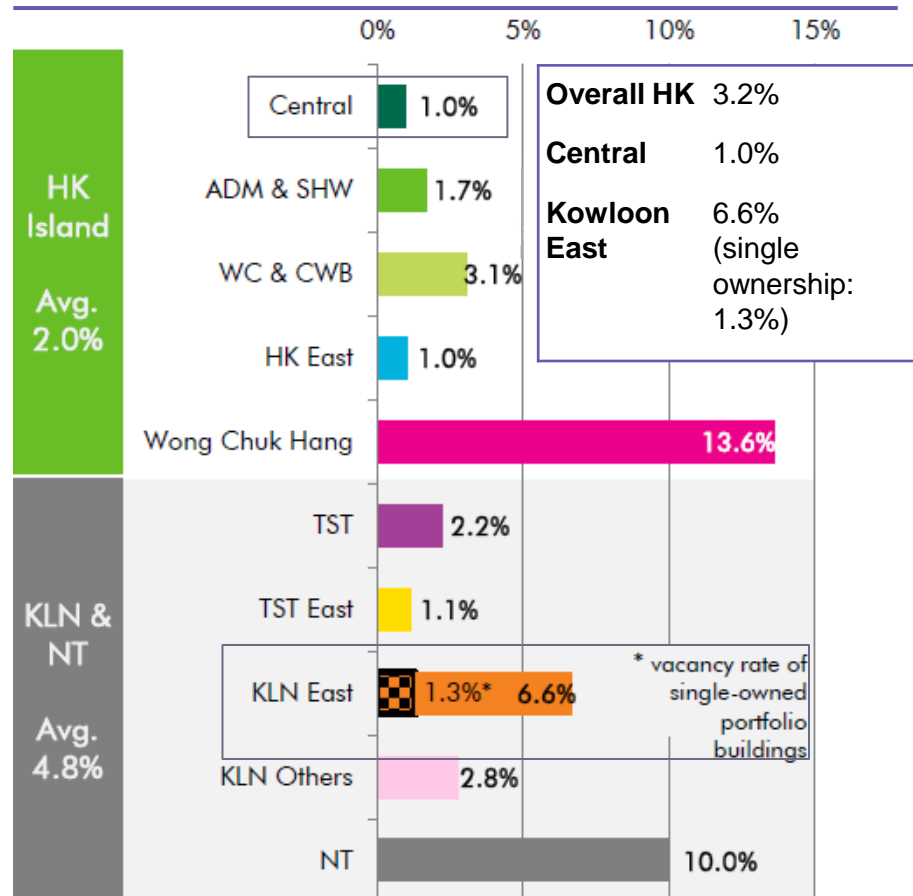 0% 5% 10% 15%
HK
Island
Avg.
2.0%
Central 1.0%
ADM & SHW 1.7%
WC & CWB 3.1%
HK East 1.0%
Wong Chuk Hang 13.6%
Overall HK 3.2%
Central 1.0%
Kowloon 6.6%
East (single
ownership:
1.3%)
KLN &
NT
Avg.
4.8%
TST 2.2%
TST East 1.1%
KLN East 1.3%* 6.6%
* vacancy rate of
single-owned
portfolio
buildings
KLN Others 2.8%
NT 10.0%